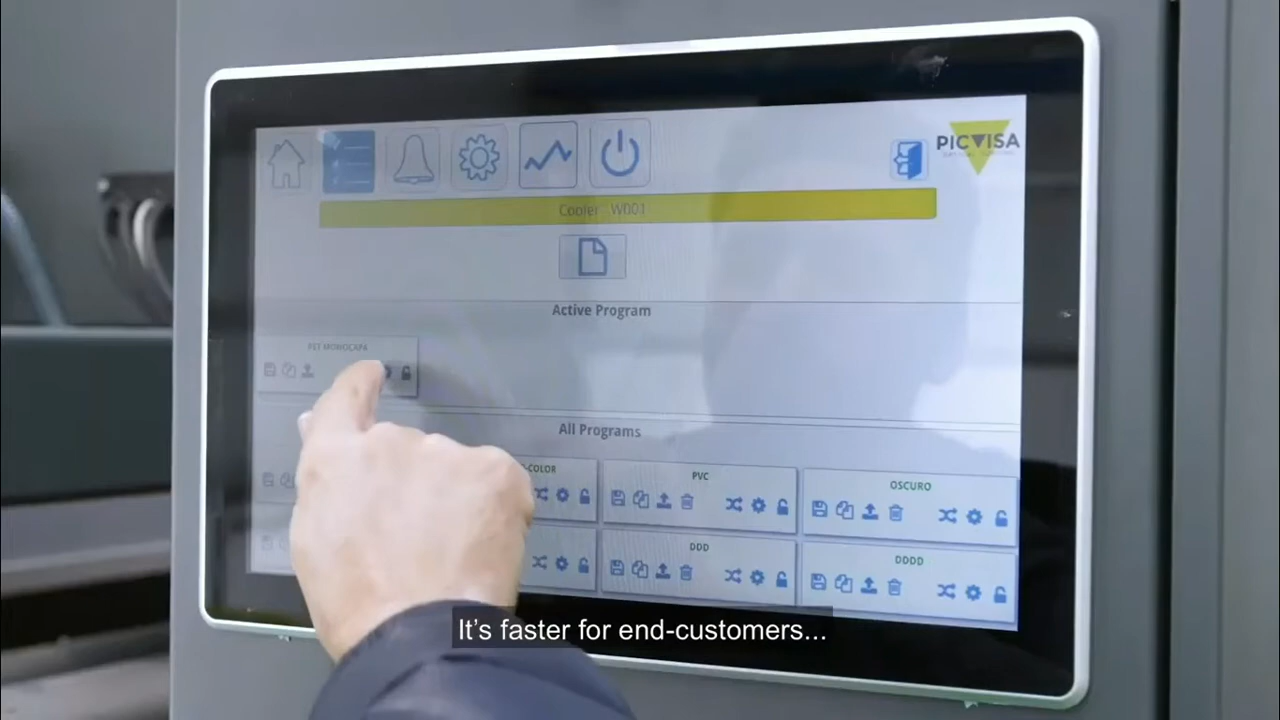 PICVISA
Cooler - W001
Active Program
PET MONOCAPA
All Programs
-COLOR
PVC
OSCURO
DDD
DDDD
It's faster for end-customers...